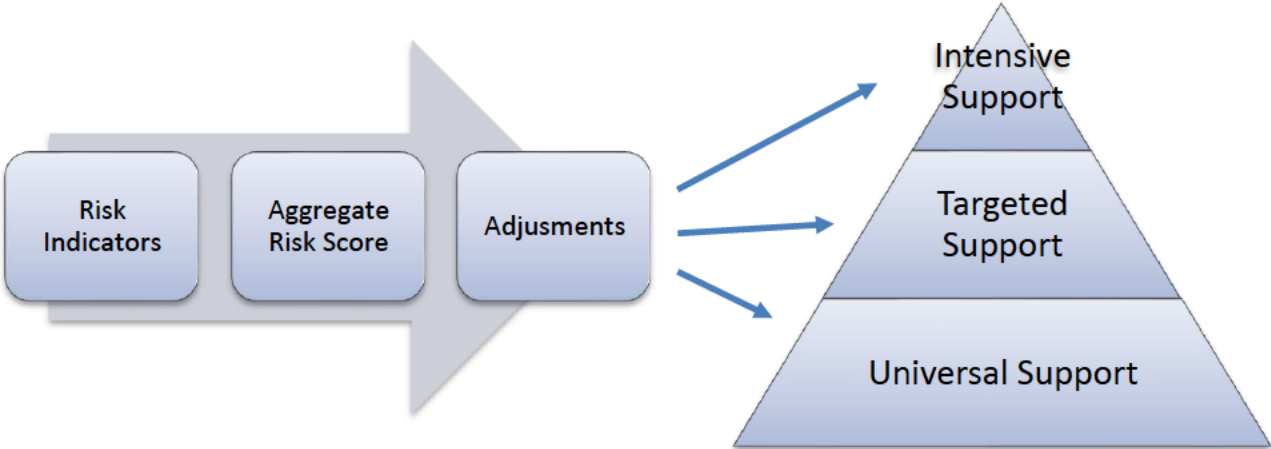 Risk
Indicators
Aggregate
Risk Score
Adjusments
Intensive
Support
Targeted
Support
Universal Support